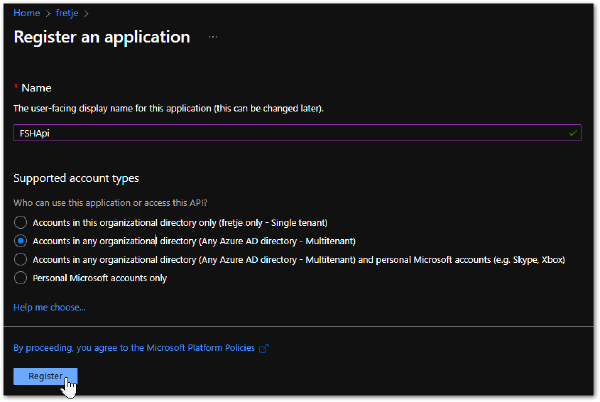 Home > fretje >
Register an application ...
* Name
The user-facing display name for this application (this can be changed later).
FSHApi
Supported account types
Who can use this application or access this API?
Accounts in this organizational directory only (fretje only - Single tenant)
Accounts in any organizational directory (Any Azure AD directory - Multitenant)
Accounts in any organizational directory (Any Azure AD directory - Multitenant) and personal Microsoft accounts (e.g. Skype, Xbox)
Personal Microsoft accounts only
Help me choose...
By proceeding, you agree to the Microsoft Platform Policies
Register